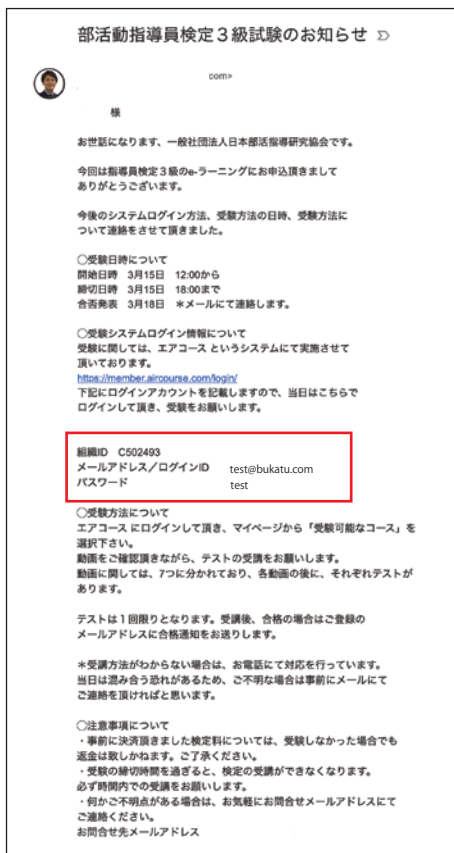 部活動指導員検定３級試験のお知らせ
com>
様
お世話になります、一般社団法人日本部活指導研究協会です。
今回は指導員検定３級のe-ラーニングにお申込頂きまして
ありがとうございます。
今後のシステムログイン方法、受験方法の日時、受験方法に
ついて連絡をさせて頂きました。
○受験日時について
開始日時　3月15日　12:00から
締切日時　3月15日　18:00まで
合否発表　3月18日　＊メールにて連絡します。
○受験システムログイン情報について
受験に関しては、エアコース というシステムにて実施させて
頂いております。
https://member.aircourse.com/login/
下記にログインアカウントを記載しますので、当日はこちらで
ログインして頂き、受験をお願いします。
組織ID　C502493
メールアドレス／ログインID　test@bukatu.com
パスワード　test
○受験方法について
エアコース にログインして頂き、マイページから「受験可能なコース」を
選択下さい。
動画をご確認頂きながら、テストの受講をお願いします。
動画に関しては、7つに分かれており、各動画の後に、それぞれテストが
あります。
テストは１回限りとなります。受講後、合格の場合はご登録の
メールアドレスに合格通知をお送りします。
＊受講方法がわからない場合は、お電話にて対応を行っています。
当日は混み合う恐れがあるため、ご不明な場合は事前にメールにて
ご連絡を頂ければと思います。
○注意事項について
・事前に決済頂きました検定料については、受験しなかった場合でも
返金は致しかねます。ご了承ください。
・受験の締切時間を過ぎると、検定の受講ができなくなります。
必ず時間内での受講をお願いします。
・何かご不明点がある場合は、お気軽にお問合せメールアドレスにて
ご連絡ください。
お問合せ先メールアドレス